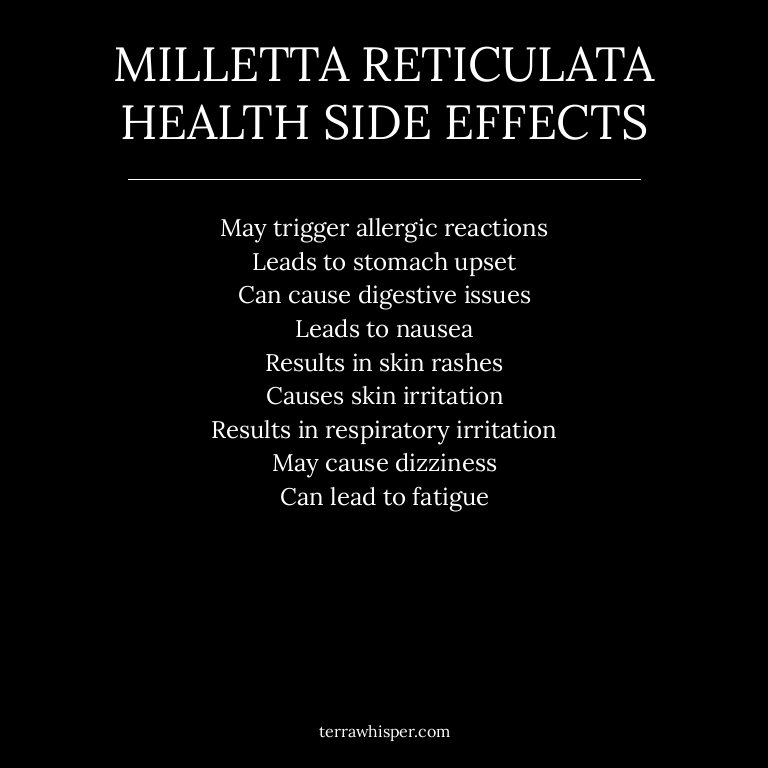 MILLETTA RETICULATA
HEALTH SIDE EFFECTS
May trigger allergic reactions
Leads to stomach upset
Can cause digestive issues
Leads to nausea
Results in skin rashes
Causes skin irritation
Results in respiratory irritation
May cause dizziness
Can lead to fatigue
terrawhisper.com